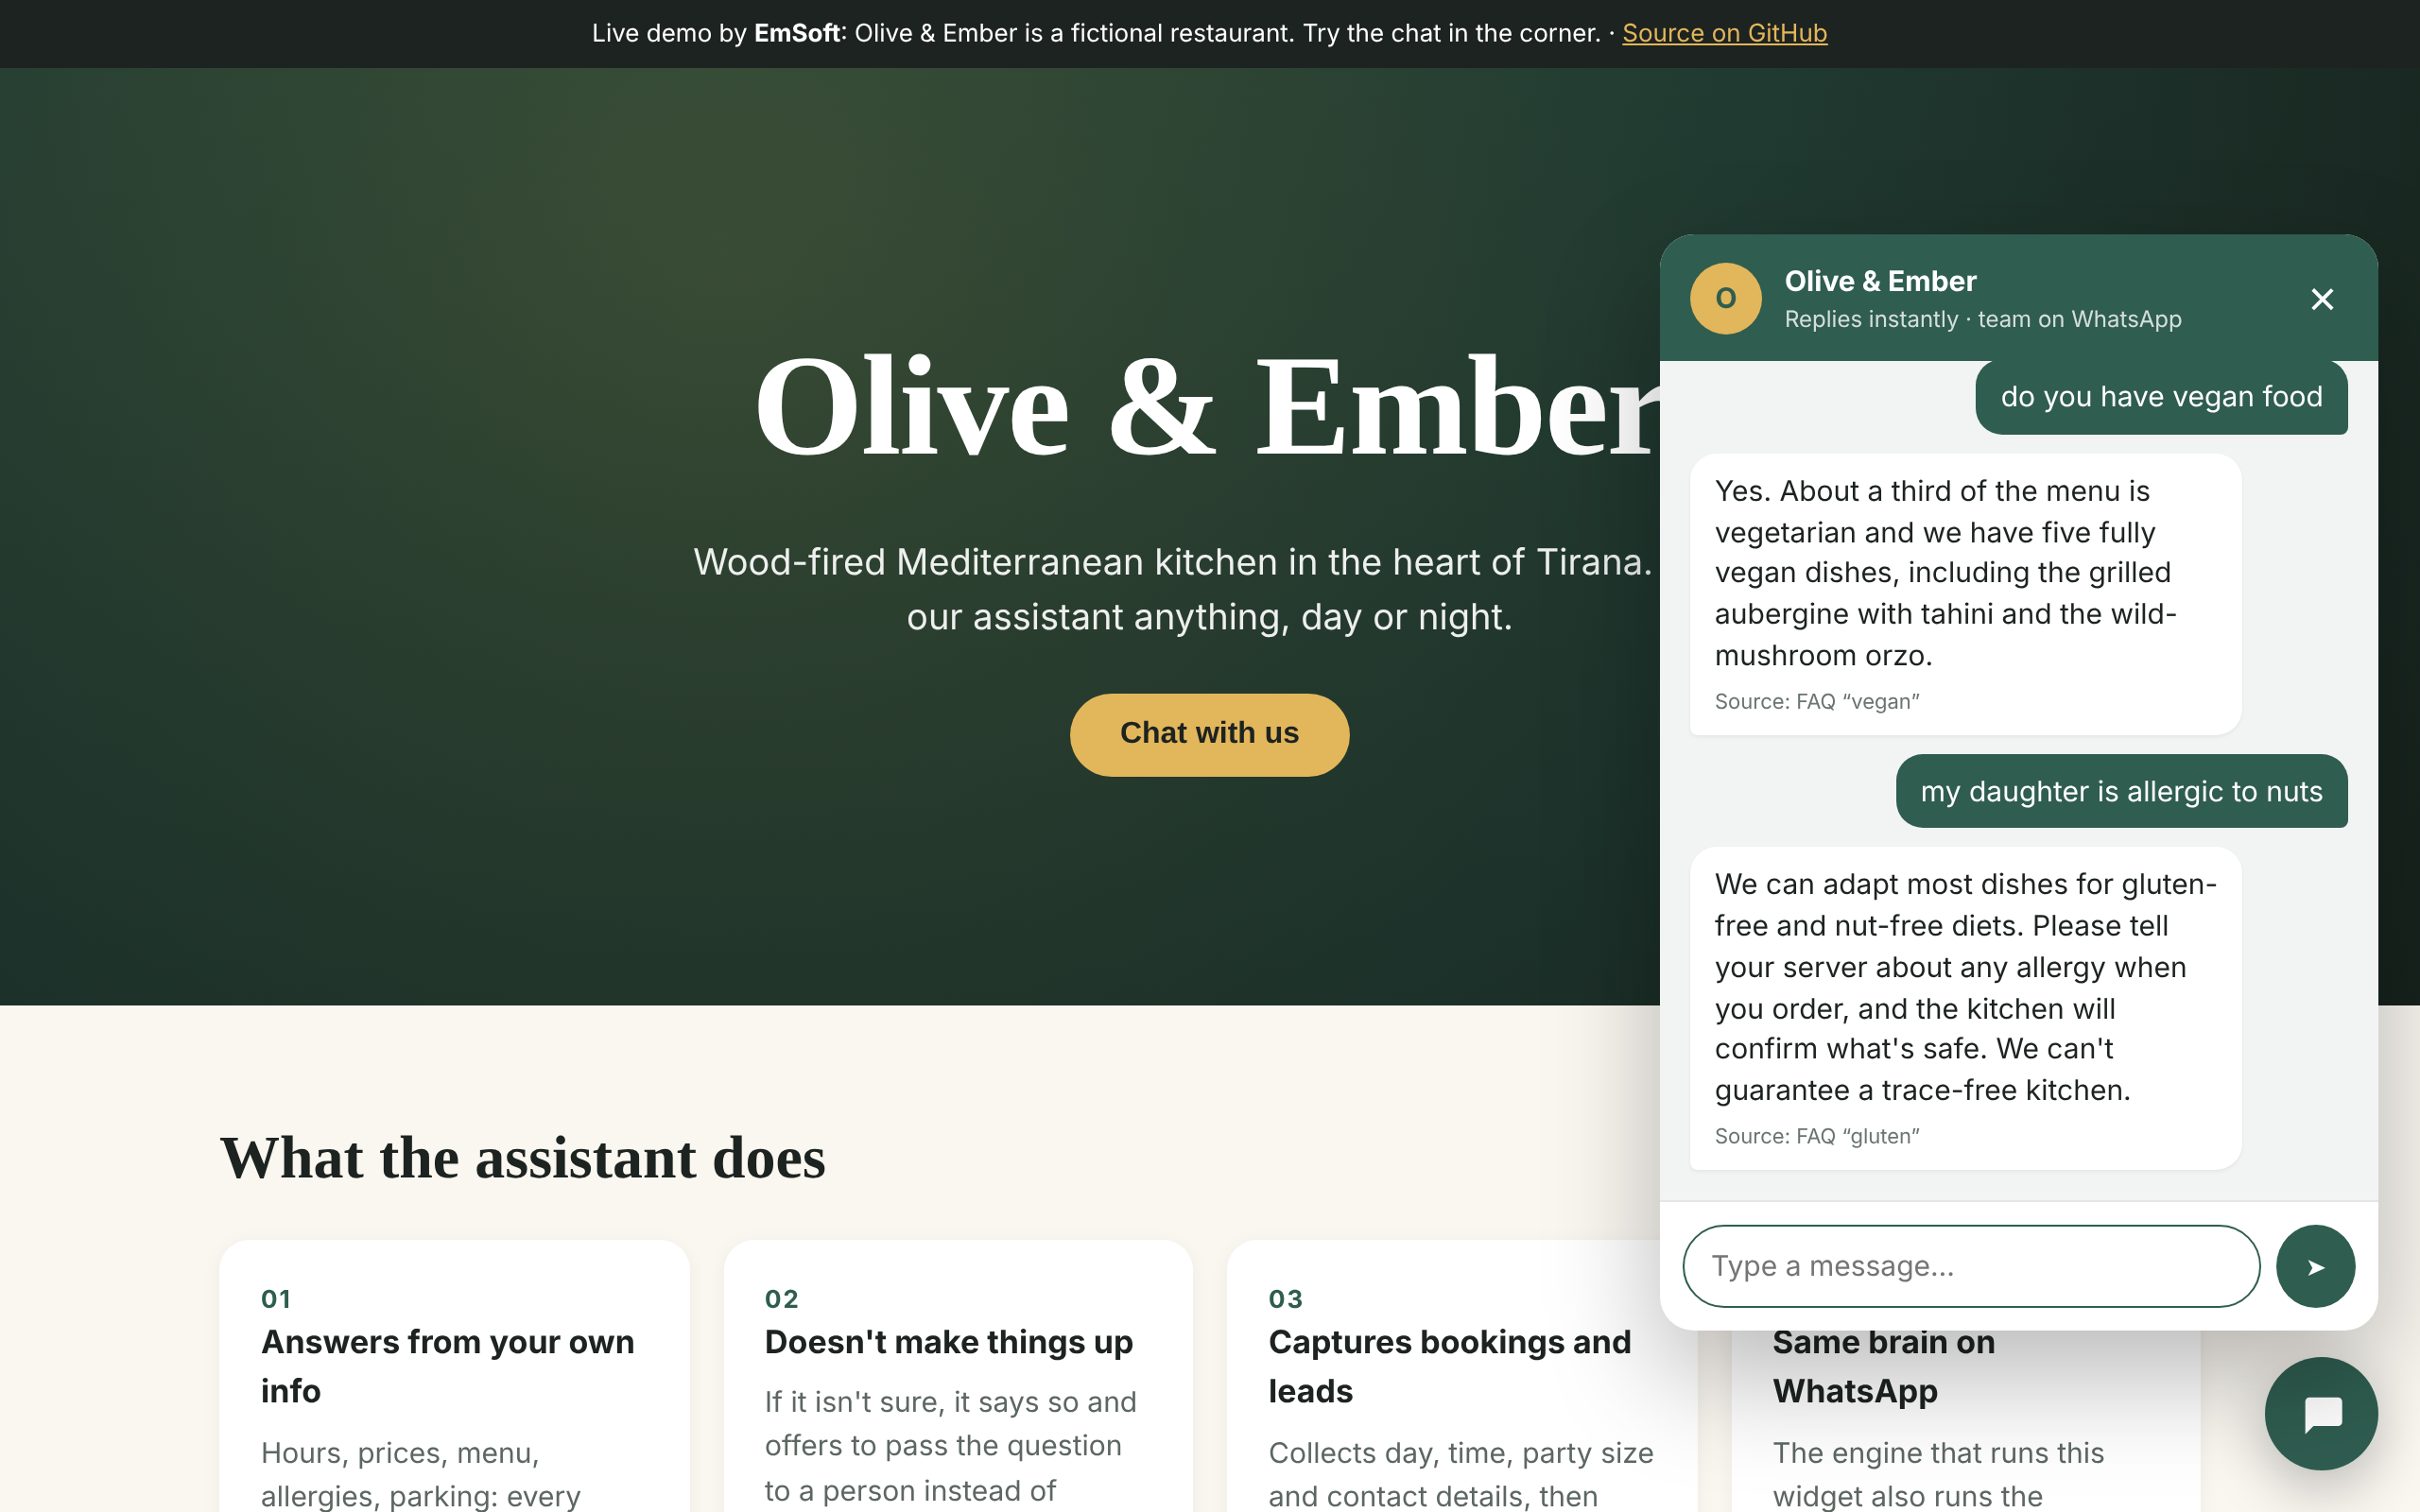 Live demo by EmSoft: Olive & Ember is a fictional restaurant. Try the chat in the corner. · Source on GitHub
Olive & Ember
Wood-fired Mediterranean kitchen in the heart of Tirana.
our assistant anything, day or night.
Chat with us
What the assistant does
01
Answers from your own
info
Hours, prices, menu,
allergies, parking: every
02
Doesn't make things up
If it isn't sure, it says so and
offers to pass the question
to a person instead of
03
Captures bookings and
leads
Collects day, time, party size
and contact details, then
Same brain on
WhatsApp
The engine that runs this
widget also runs the
O
Olive & Ember
Replies instantly · team on WhatsApp
✕
do you have vegan food
Yes. About a third of the menu is
vegetarian and we have five fully
vegan dishes, including the grilled
aubergine with tahini and the wild-
mushroom orzo.
Source: FAQ “vegan”
my daughter is allergic to nuts
We can adapt most dishes for gluten-
free and nut-free diets. Please tell
your server about any allergy when
you order, and the kitchen will
confirm what's safe. We can't
guarantee a trace-free kitchen.
Source: FAQ “gluten”
Type a message...